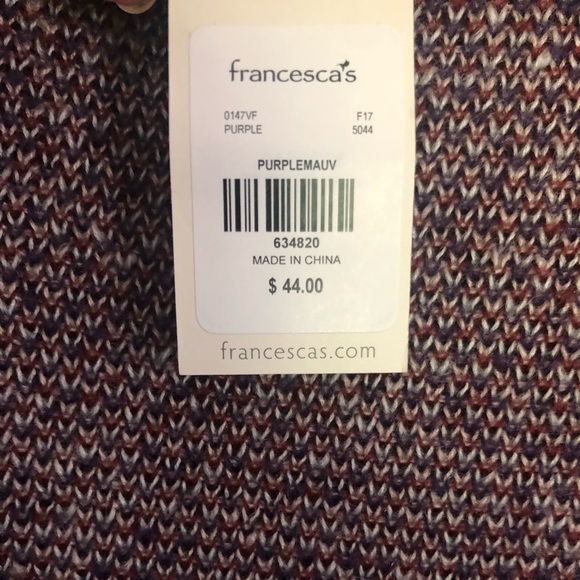 francesca's
0147VF F17
PURPLE 5044
PURPLEMAUV
634820
MADE IN CHINA
$ 44.00
francescas.com